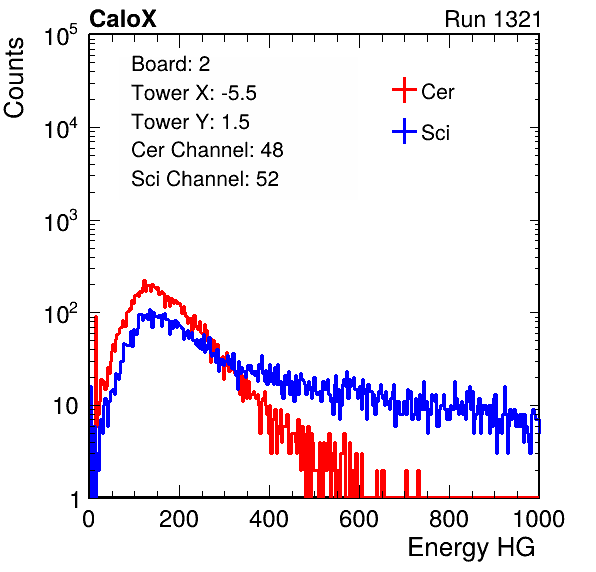 CaloX Run 1321
Counts
10^5
10^4
10^3
10^2
10
1
Board: 2
Tower X: -5.5
Tower Y: 1.5
Cer Channel: 48
Sci Channel: 52
Cer
Sci
0 200 400 600 800 1000
Energy HG